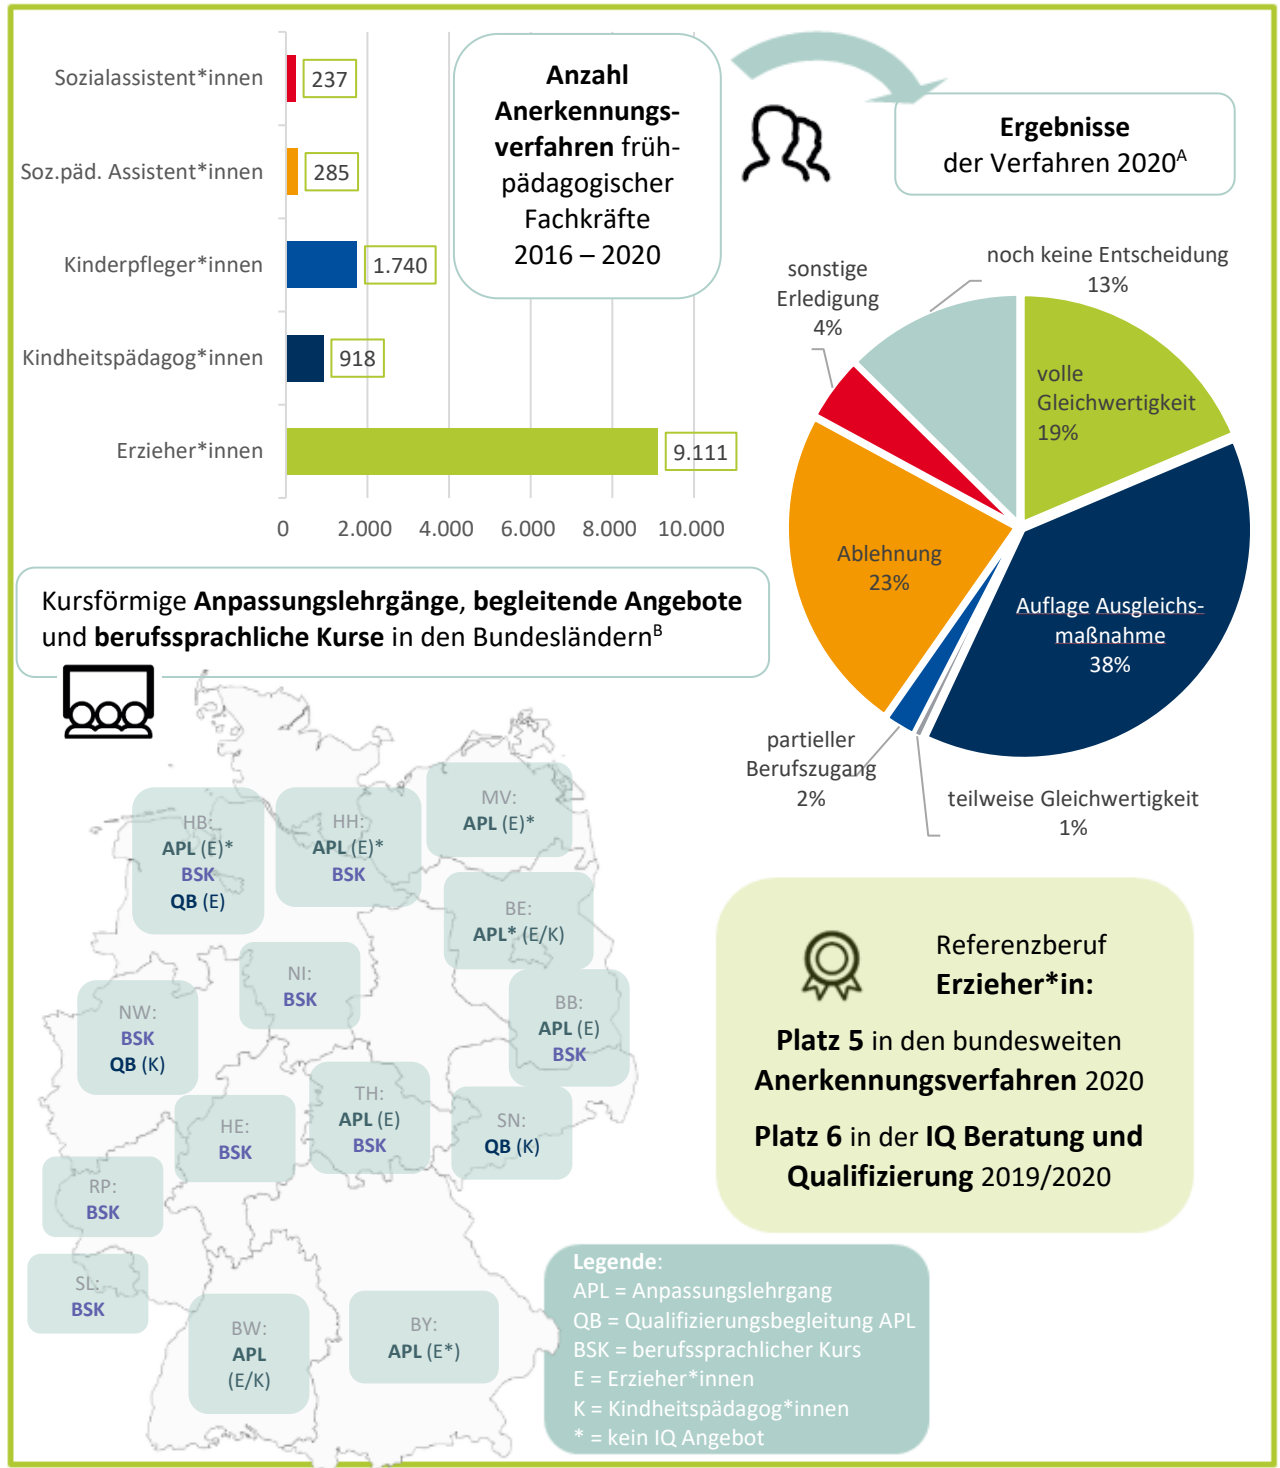 Sozialassistent*innen
237
Soz.päd. Assistent*innen
285
Kinderpfleger*innen
1.740
Kindheitspädagog*innen
918
Erzieher*innen
9.111
0
2.000
4.000
6.000
8.000
10.000
Anzahl
Anerkennungs-
verfahren früh-
pädagogischer
Fachkräfte
2016 – 2020
Ergebnisse
der Verfahren 2020ᴬ
noch keine Entscheidung
13%
sonstige
Erledigung
4%
volle
Gleichwertigkeit
19%
Ablehnung
23%
Auflage Ausgleichs-
maßnahme
38%
partieller
Berufszugang
2%
teilweise Gleichwertigkeit
1%
Kursförmige Anpassungslehrgänge, begleitende Angebote
und berufssprachliche Kurse in den Bundesländernᴮ
HB:
APL (E)*
BSK
QB (E)
HH:
APL (E)*
BSK
MV:
APL (E)*
BE:
APL* (E/K)
NI:
BSK
BB:
APL (E)
BSK
NW:
BSK
QB (K)
TH:
APL (E)
BSK
HE:
BSK
SN:
QB (K)
RP:
BSK
SL:
BSK
BW:
APL
(E/K)
BY:
APL (E*)
Referenzberuf
Erzieher*in:
Platz 5 in den bundesweiten
Anerkennungsverfahren 2020
Platz 6 in der IQ Beratung und
Qualifizierung 2019/2020
Legende:
APL = Anpassungslehrgang
QB = Qualifizierungsbegleitung APL
BSK = berufssprachlicher Kurs
E = Erzieher*innen
K = Kindheitspädagog*innen
* = kein IQ Angebot